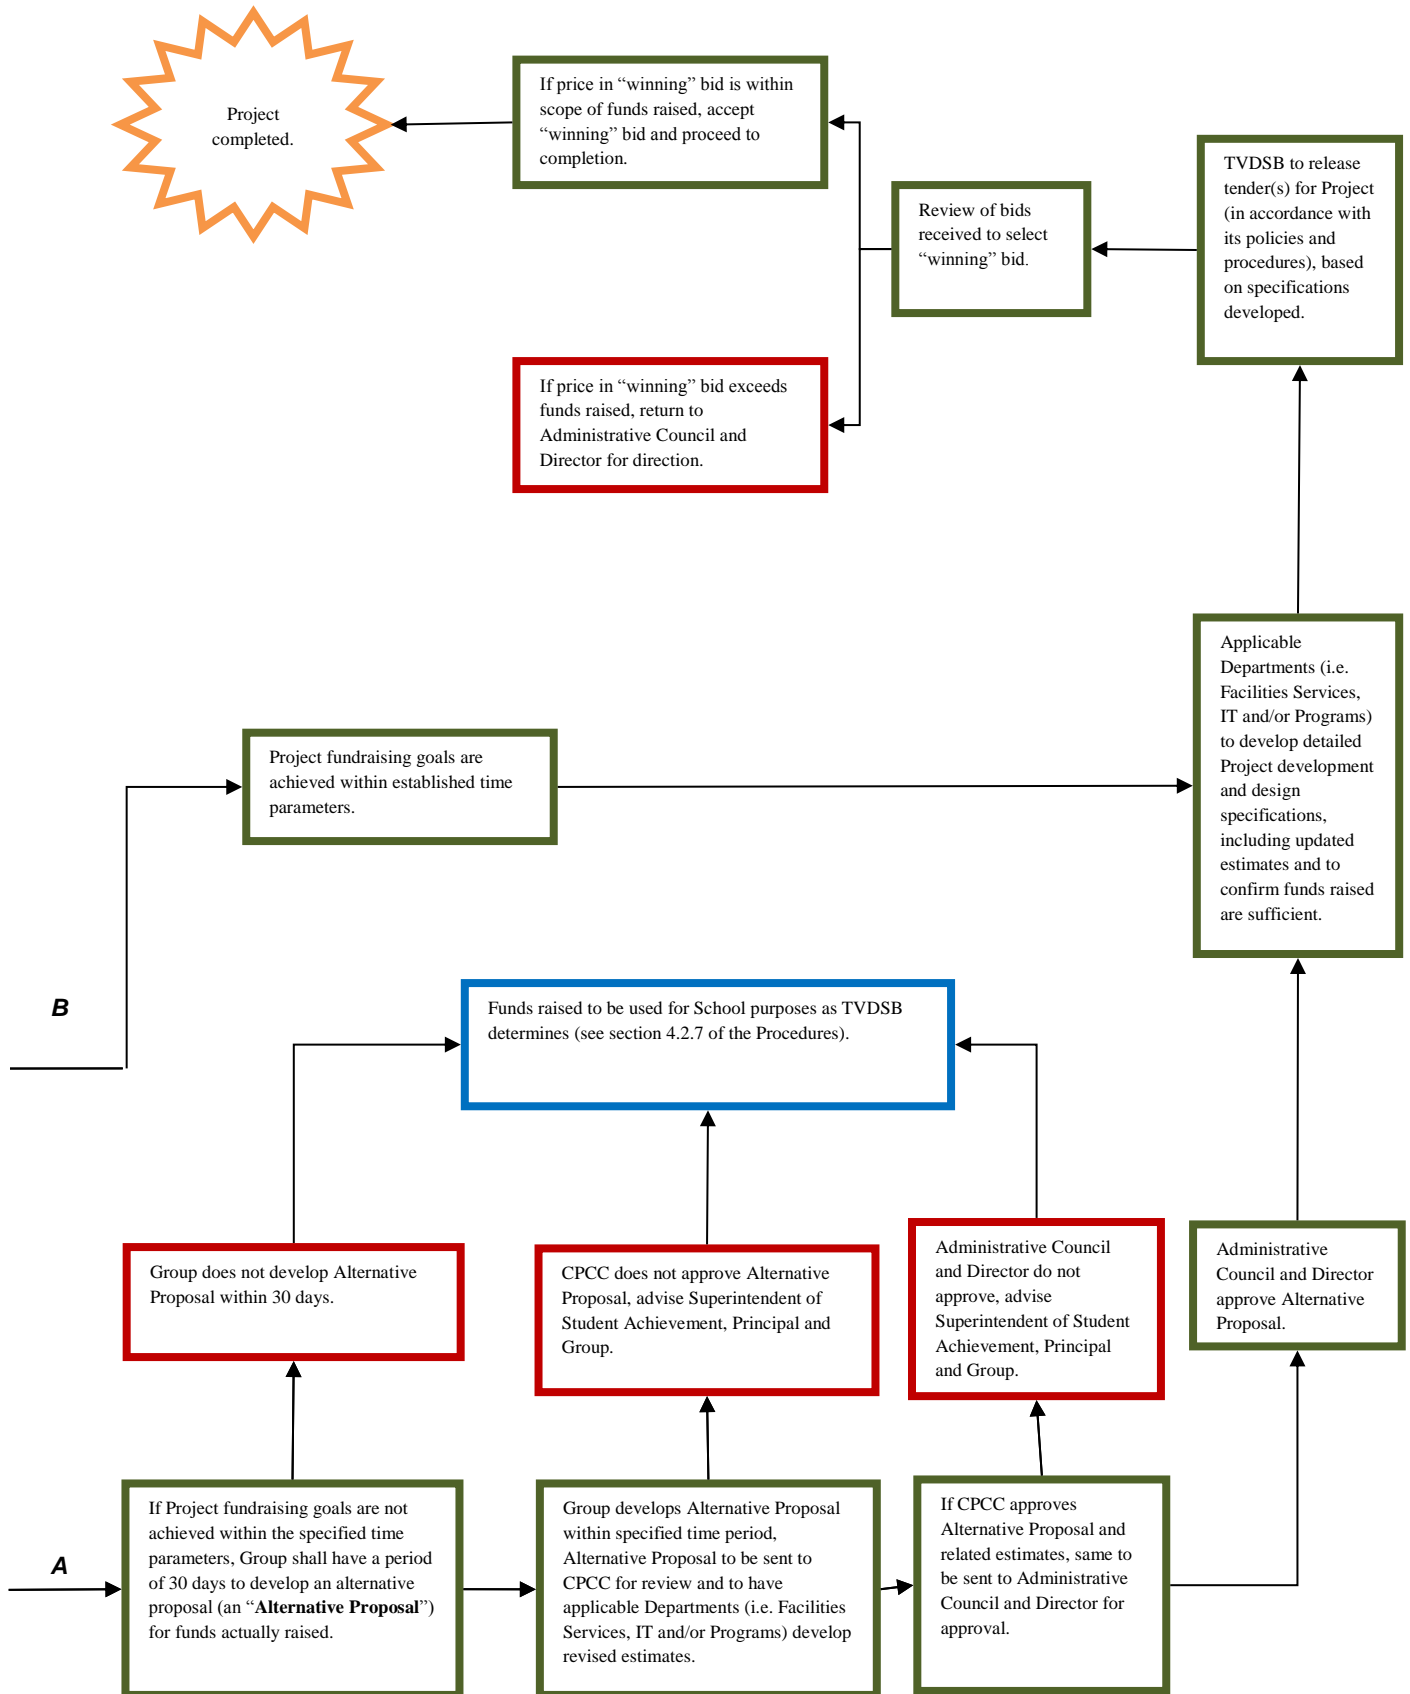 Project
completed.
If price in “winning” bid is within
scope of funds raised, accept
“winning” bid and proceed to
completion.
Review of bids
received to select
“winning” bid.
TVDSB to release
tender(s) for Project
(in accordance with
its policies and
procedures), based
on specifications
developed.
If price in “winning” bid exceeds
funds raised, return to
Administrative Council and
Director for direction.
Applicable
Departments (i.e.
Facilities Services,
IT and/or Programs)
to develop detailed
Project development
and design
specifications,
including updated
estimates and to
confirm funds raised
are sufficient.
Project fundraising goals are
achieved within established time
parameters.
B
Funds raised to be used for School purposes as TVDSB
determines (see section 4.2.7 of the Procedures).
Group does not develop Alternative
Proposal within 30 days.
CPCC does not approve Alternative
Proposal, advise Superintendent of
Student Achievement, Principal and
Group.
Administrative Council
and Director do not
approve, advise
Superintendent of Student
Achievement, Principal
and Group.
Administrative
Council and Director
approve Alternative
Proposal.
A
If Project fundraising goals are not
achieved within the specified time
parameters, Group shall have a period
of 30 days to develop an alternative
proposal (an “Alternative Proposal”)
for funds actually raised.
Group develops Alternative Proposal
within specified time period,
Alternative Proposal to be sent to
CPCC for review and to have
applicable Departments (i.e. Facilities
Services, IT and/or Programs) develop
revised estimates.
If CPCC approves
Alternative Proposal and
related estimates, same to
be sent to Administrative
Council and Director for
approval.